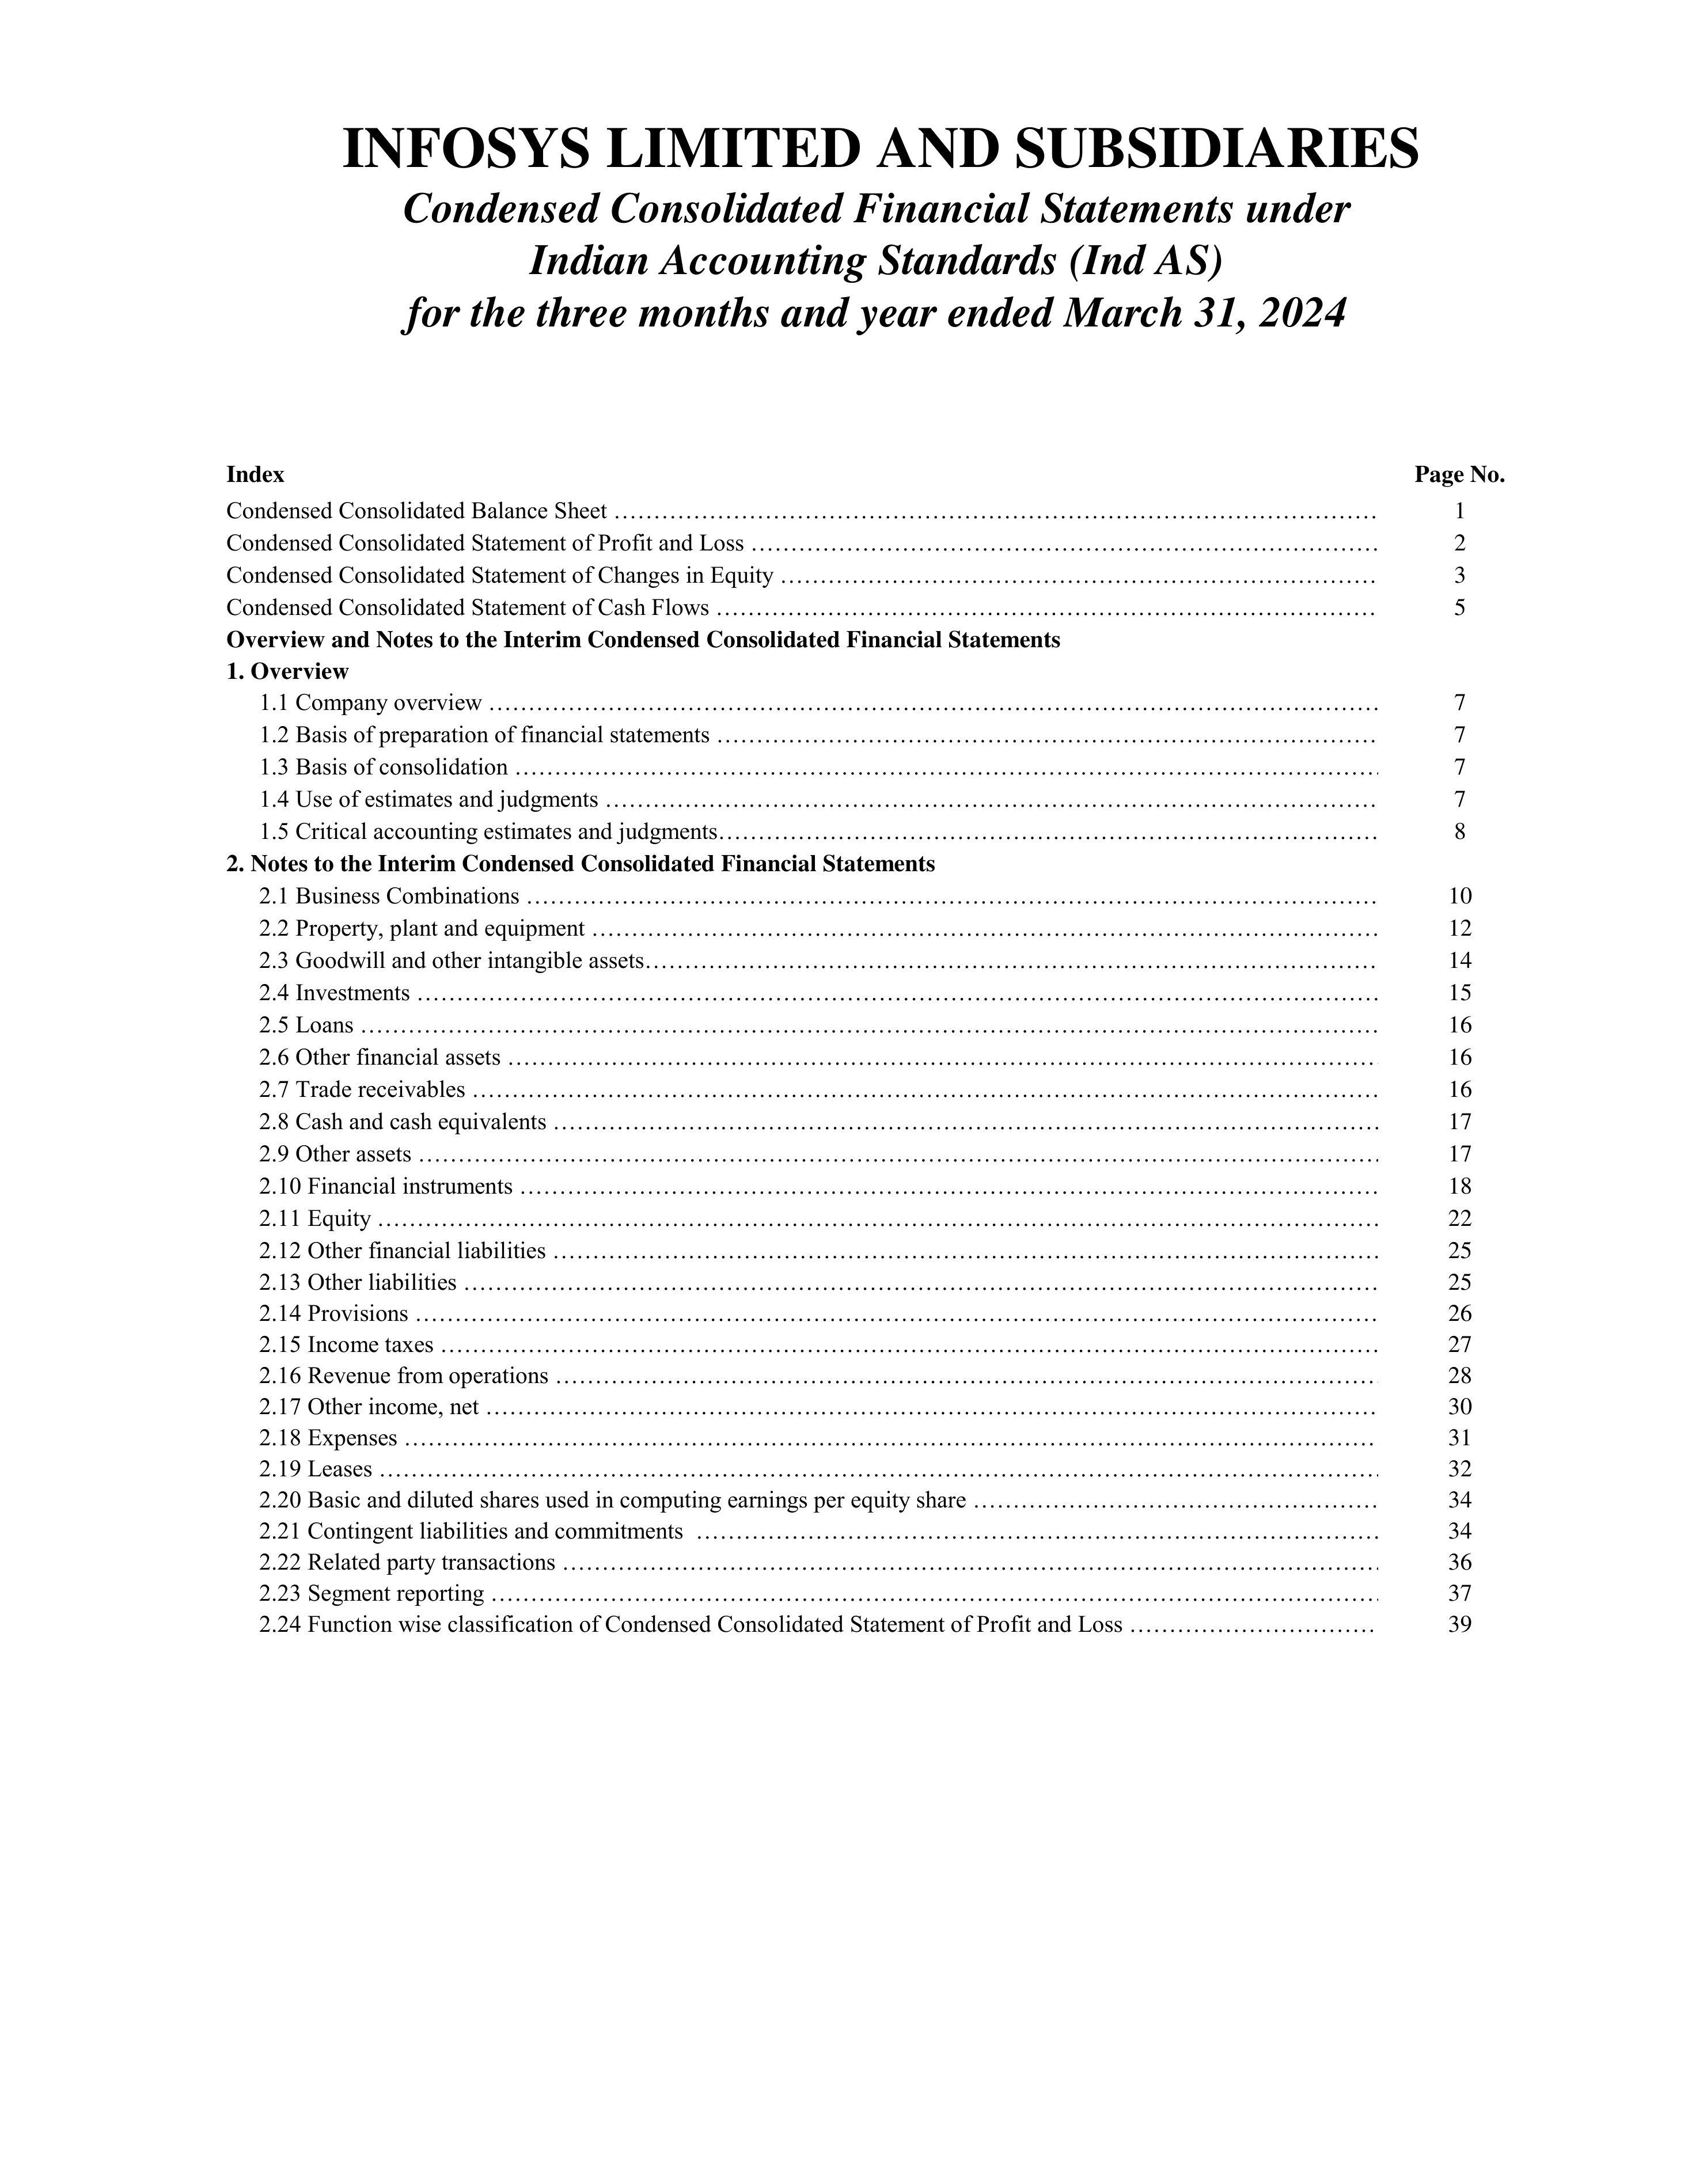 INFOSYS LIMITED AND SUBSIDIARIES
Condensed Consolidated Financial Statements under
Indian Accounting Standards (Ind AS)
for the three months and year ended March 31, 2024
Index Page No.
Condensed Consolidated Balance Sheet 1
Condensed Consolidated Statement of Profit and Loss 2
Condensed Consolidated Statement of Changes in Equity 3
Condensed Consolidated Statement of Cash Flows 5
Overview and Notes to the Interim Condensed Consolidated Financial Statements
1. Overview
1.1 Company overview 7
1.2 Basis of preparation of financial statements 7
1.3 Basis of consolidation 7
1.4 Use of estimates and judgments 7
1.5 Critical accounting estimates and judgments 8
2. Notes to the Interim Condensed Consolidated Financial Statements
2.1 Business Combinations 10
2.2 Property, plant and equipment 12
2.3 Goodwill and other intangible assets 14
2.4 Investments 15
2.5 Loans 16
2.6 Other financial assets 16
2.7 Trade receivables 16
2.8 Cash and cash equivalents 17
2.9 Other assets 17
2.10 Financial instruments 18
2.11 Equity 22
2.12 Other financial liabilities 25
2.13 Other liabilities 25
2.14 Provisions 26
2.15 Income taxes 27
2.16 Revenue from operations 28
2.17 Other income, net 30
2.18 Expenses 31
2.19 Leases 32
2.20 Basic and diluted shares used in computing earnings per equity share 34
2.21 Contingent liabilities and commitments 34
2.22 Related party transactions 36
2.23 Segment reporting 37
2.24 Function wise classification of Condensed Consolidated Statement of Profit and Loss 39